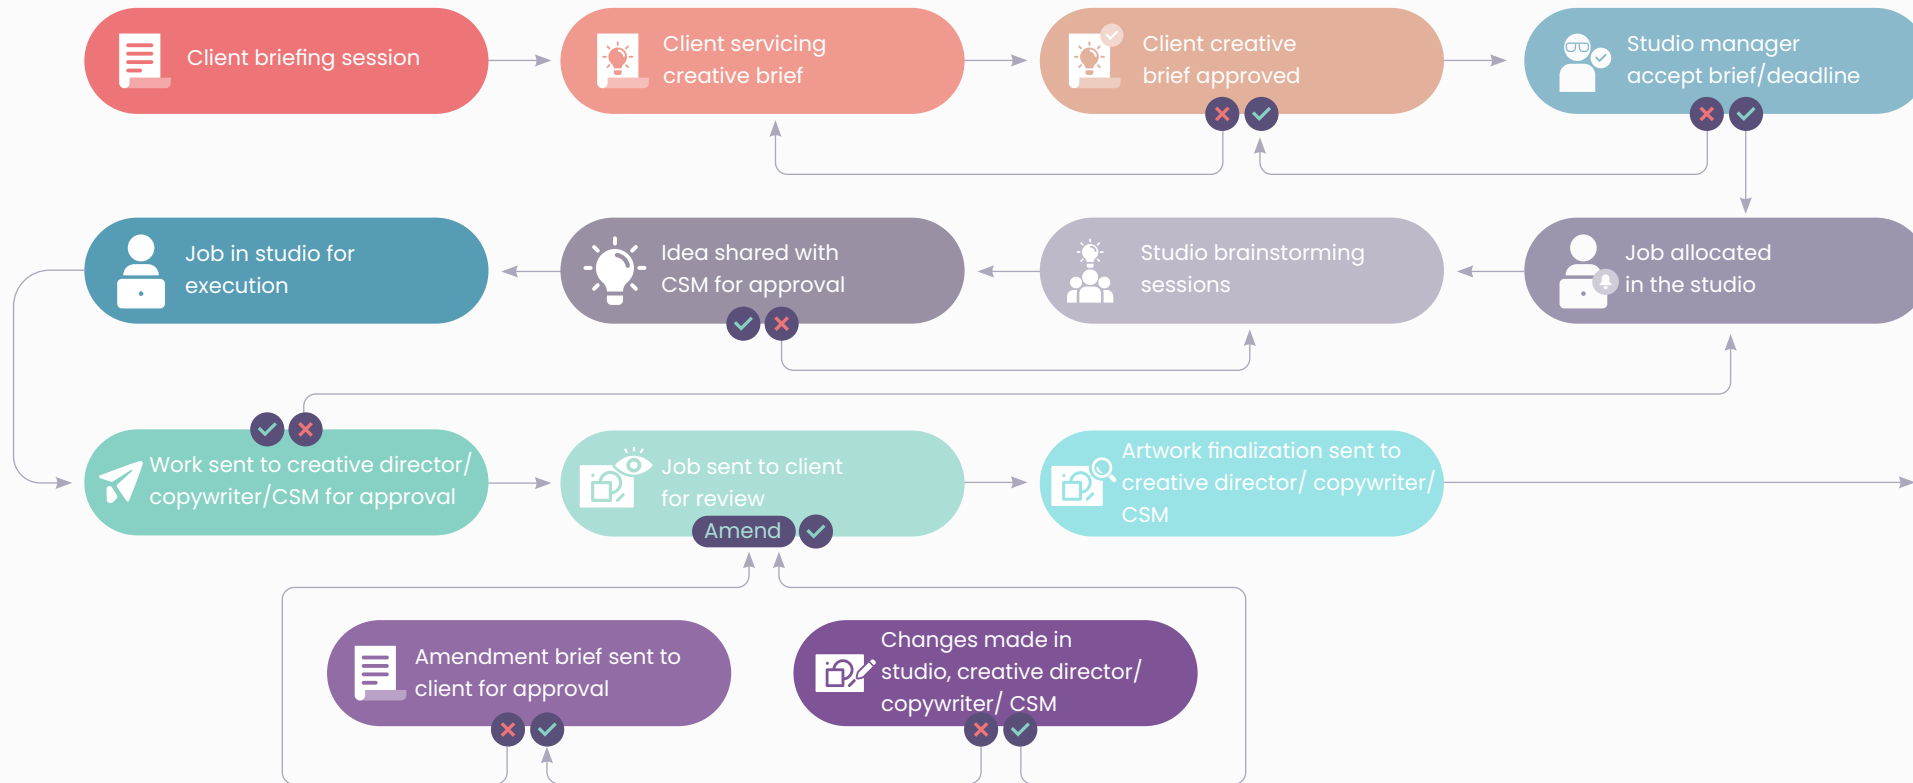 Client briefing session
Client servicing
creative brief
Client creative
brief approved
Studio manager
accept brief/deadline
Job in studio for
execution
Idea shared with
CSM for approval
Studio brainstorming
sessions
Job allocated
in the studio
Work sent to creative director/
copywriter/CSM for approval
Job sent to client
for review
Amend
Artwork finalization sent to
creative director/ copywriter/
CSM
Amendment brief sent to
client for approval
Changes made in
studio, creative director/
copywriter/ CSM